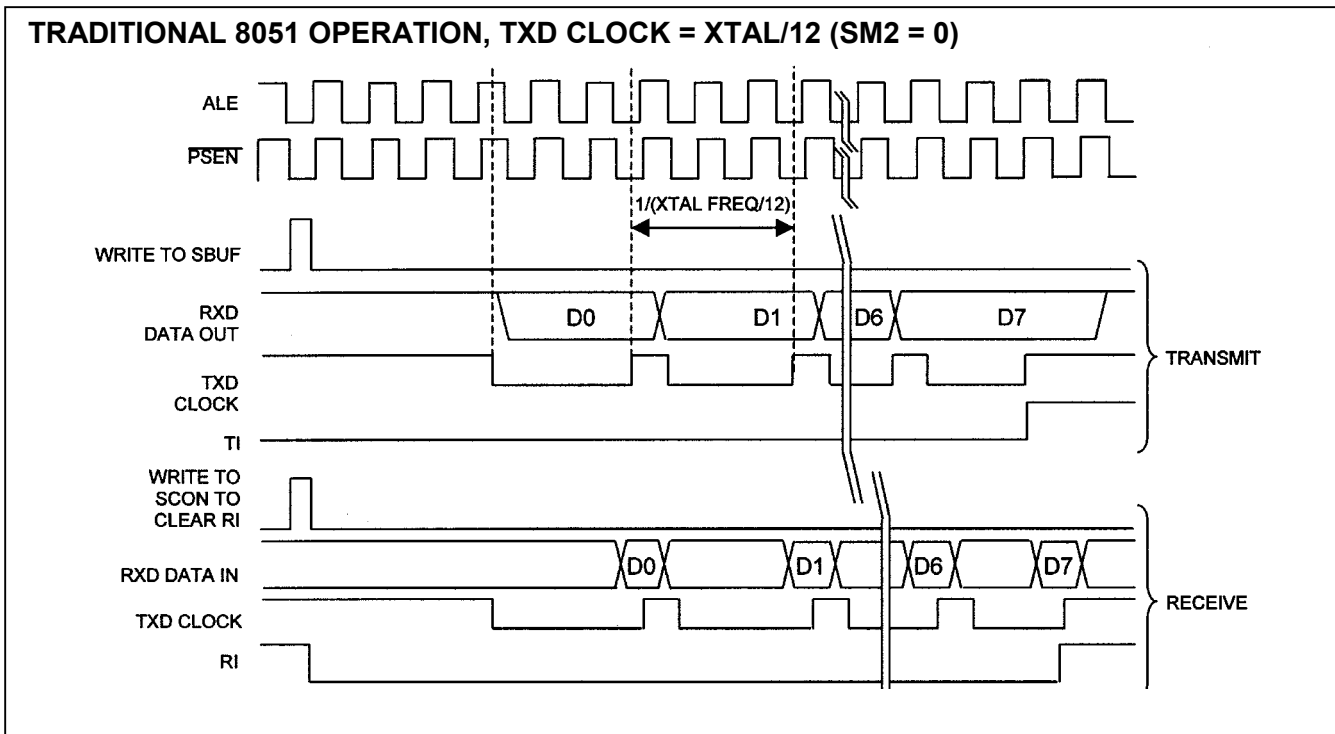 TRADITIONAL 8051 OPERATION, TXD CLOCK = XTAL/12 (SM2 = 0)
ALE
PSEN
1/(XTAL FREQ/12)
WRITE TO SBUF
RXD
DATA OUT
D0
D1
D6
D7
TXD
CLOCK
TI
TRANSMIT
WRITE TO
SCON TO
CLEAR RI
RXD DATA IN
D0
D1
D6
D7
TXD CLOCK
RI
RECEIVE